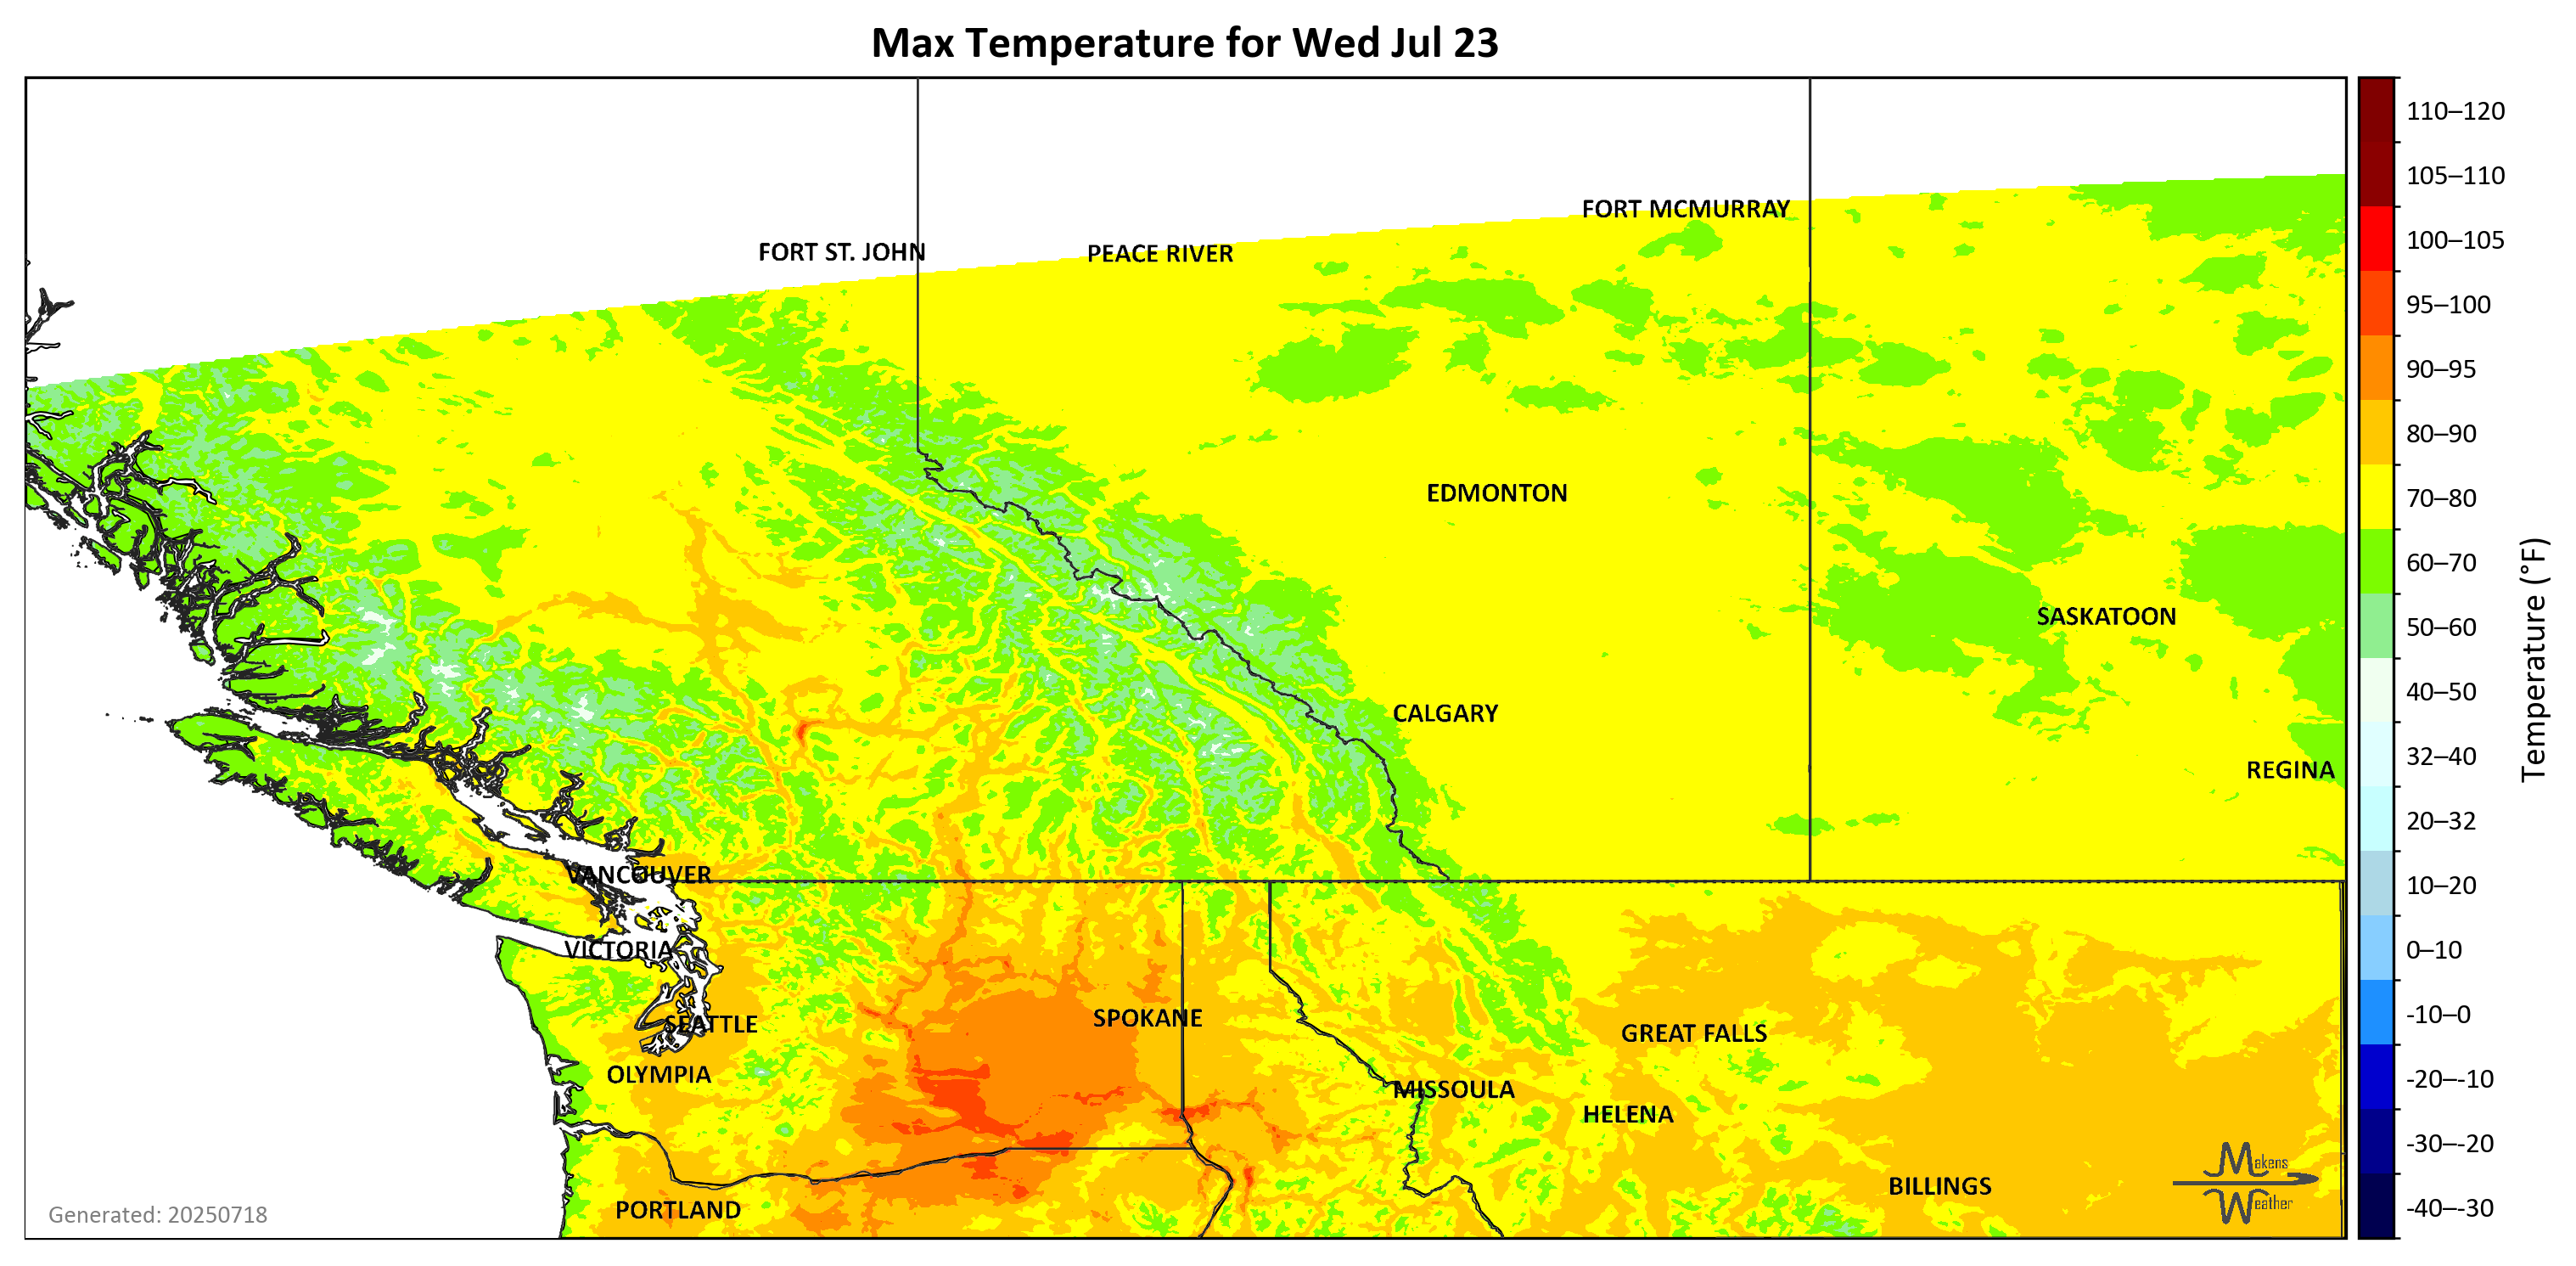 Max Temperature for Wed Jul 23
FORT MCMURRAY
FORT ST. JOHN
PEACE RIVER
EDMONTON
SASKATOON
CALGARY
REGINA
VANCOUVER
VICTORIA
SEATTLE
SPOKANE
GREAT FALLS
OLYMPIA
MISSOULA
HELENA
BILLINGS
PORTLAND
Generated: 20250718
Makens
Weather
110–120
105–110
100–105
95–100
90–95
80–90
70–80
60–70
50–60
40–50
32–40
20–32
10–20
0–10
-10–0
-20–-10
-30–-20
-40–-30
Temperature (°F)